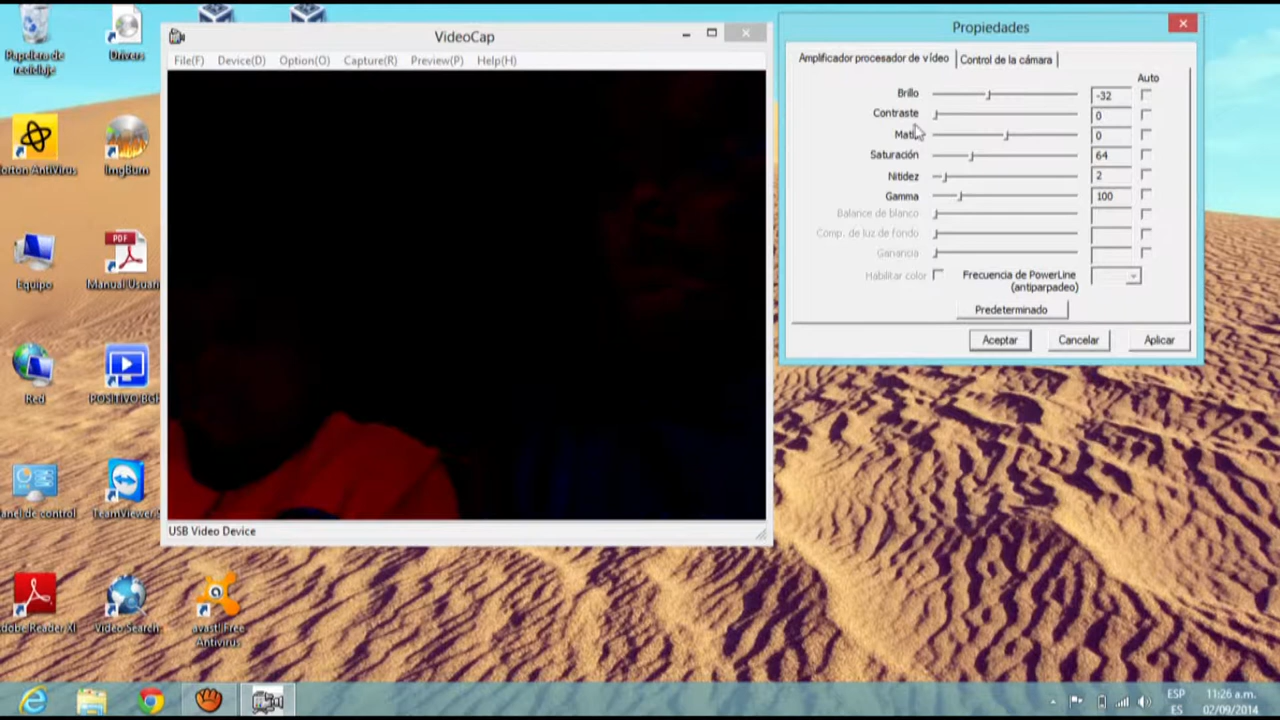 Papelera de
reciclaje
Drivers
Norton AntiVirus
ImgBurn
Equipo
PDF
Manual Usuari
Red
POSITIVO BGH
Panel de control
TeamViewer
Adobe Reader XI
Video Search
avast! Free
Antivirus
VideoCap
File(F)
Device(D)
Option(O)
Capture(R)
Preview(P)
Help(H)
USB Video Device
Propiedades
Amplificador procesador de vídeo
Control de la cámara
Auto
Brillo
-32
Contraste
0
Mati
0
Saturación
64
Nitidez
2
Gamma
100
Balance de blanco
Comp. de luz de fondo
Ganancia
Habilitar color
Frecuencia de PowerLine
(antiparpadeo)
Predeterminado
Aceptar
Cancelar
Aplicar
ESP
ES
11:26 a.m.
02/09/2014